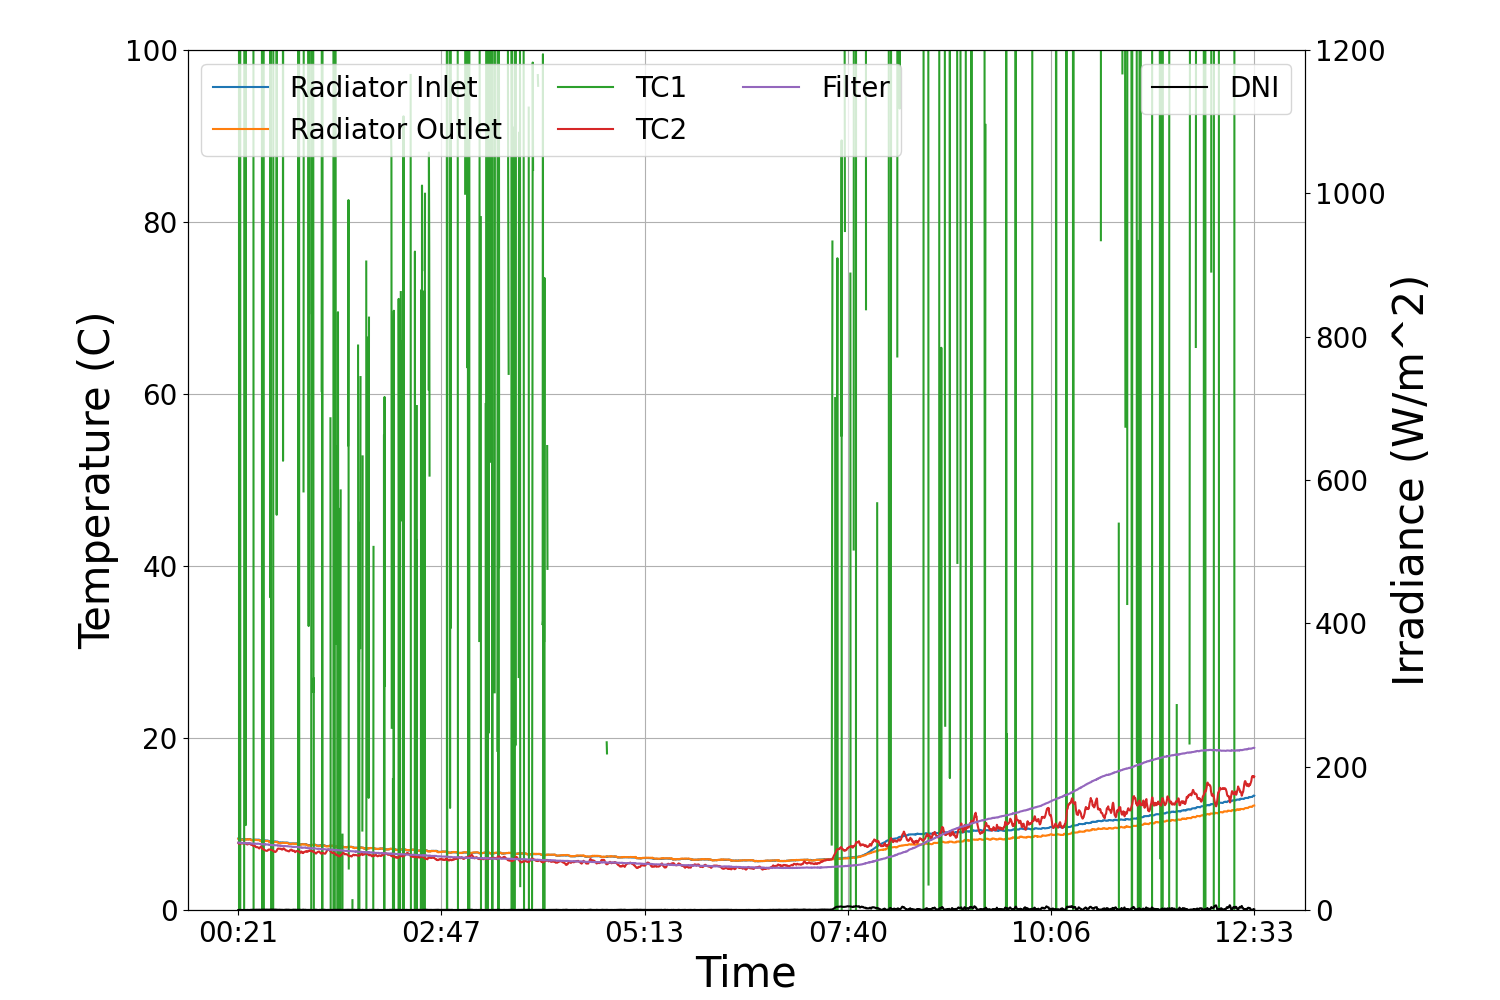 100
80
60
40
20
0
Temperature (C)
Radiator Inlet
Radiator Outlet
TC1
TC2
Filter
DNI
1200
1000
800
600
400
200
0
Irradiance (W/m^2)
00:21 02:47 05:13 07:40 10:06 12:33
Time